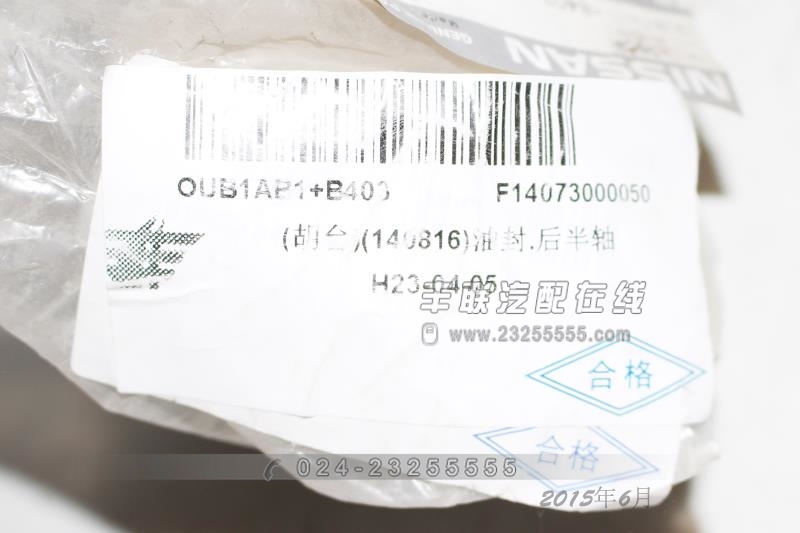 NISSAN
OUB1AP1+B403 F14073000050
(胡台)(140816)油封.后半轴
H23-04-05
丰联汽配在线
www.23255555.com
合格
合格
024-23255555
2015年6月